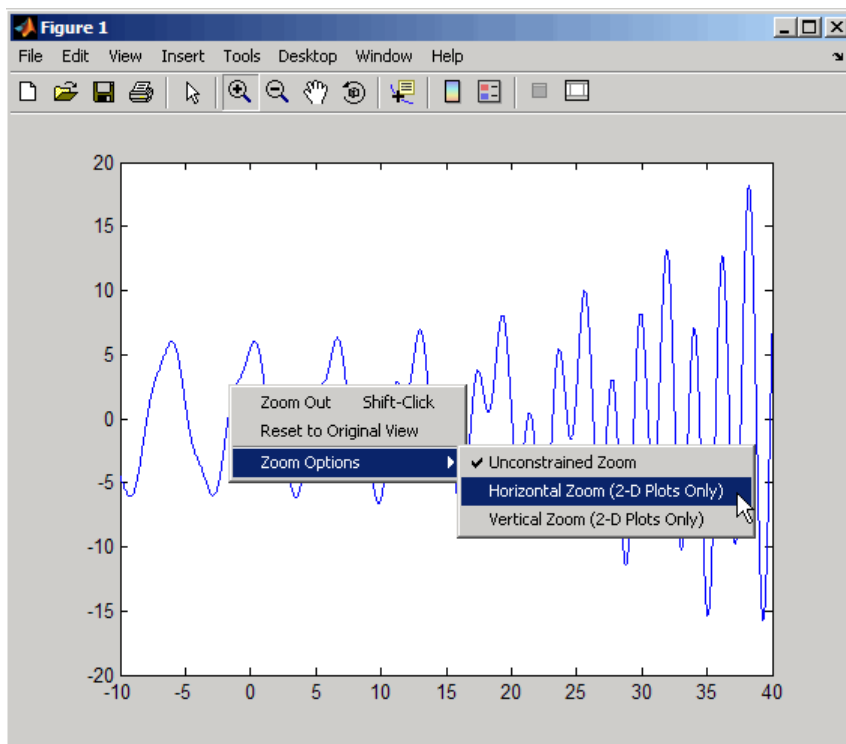 Figure 1
File Edit View Insert Tools Desktop Window Help
20
15
10
5
0
-5
-10
-15
-20
Zoom Out Shift-Click
Reset to Original View
Zoom Options
Unconstrained Zoom
Horizontal Zoom (2-D Plots Only)
Vertical Zoom (2-D Plots Only)
-10 -5 0 5 10 15 20 25 30 35 40